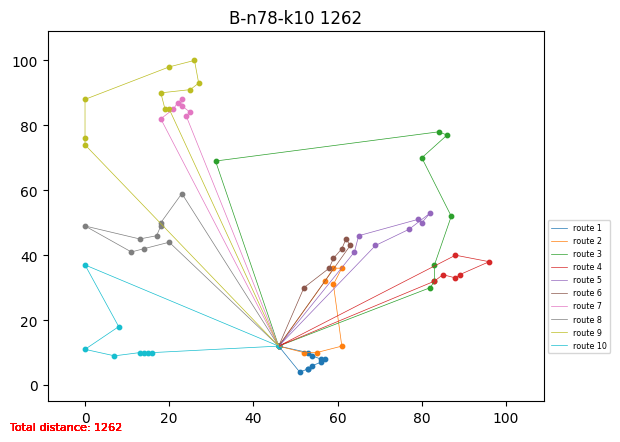 B-n78-k10 1262
100
80
60
40
20
0
0
20
40
60
80
100
route 1
route 2
route 3
route 4
route 5
route 6
route 7
route 8
route 9
route 10
Total distance: 1262